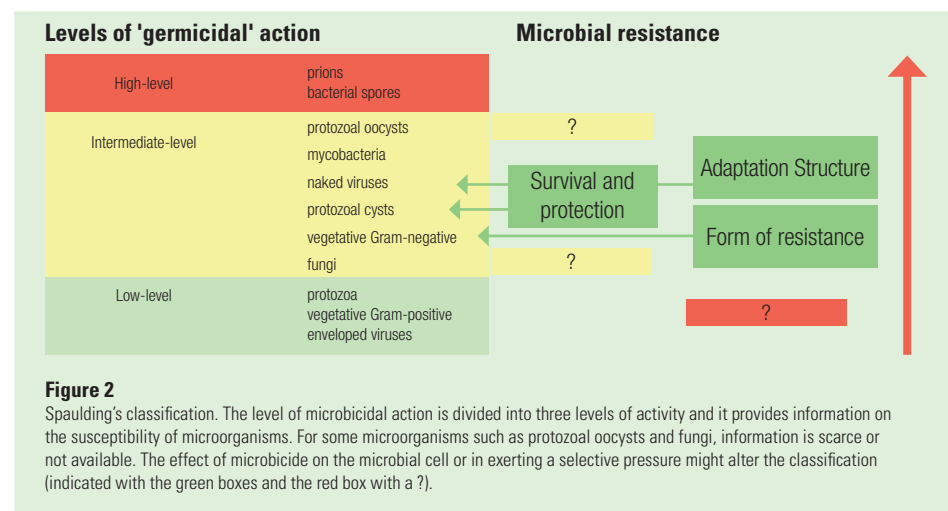 Levels of 'germicidal' action
Microbial resistance
High-level
prions
bacterial spores
Intermediate-level
protozoal oocysts
mycobacteria
naked viruses
protozoal cysts
vegetative Gram-negative
fungi
?
Survival and
protection
?
Adaptation Structure
Form of resistance
Low-level
protozoa
vegetative Gram-positive
enveloped viruses
?
Figure 2
Spaulding's classification. The level of microbicidal action is divided into three levels of activity and it provides information on
the susceptibility of microorganisms. For some microorganisms such as protozoal oocysts and fungi, information is scarce or
not available. The effect of microbicide on the microbial cell or in exerting a selective pressure might alter the classification
(indicated with the green boxes and the red box with a ?).